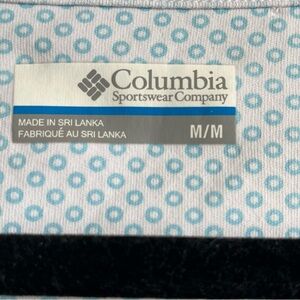 Columbia
Sportswear Company
MADE IN SRI LANKA
FABRIQUÉ AU SRI LANKA
M/M